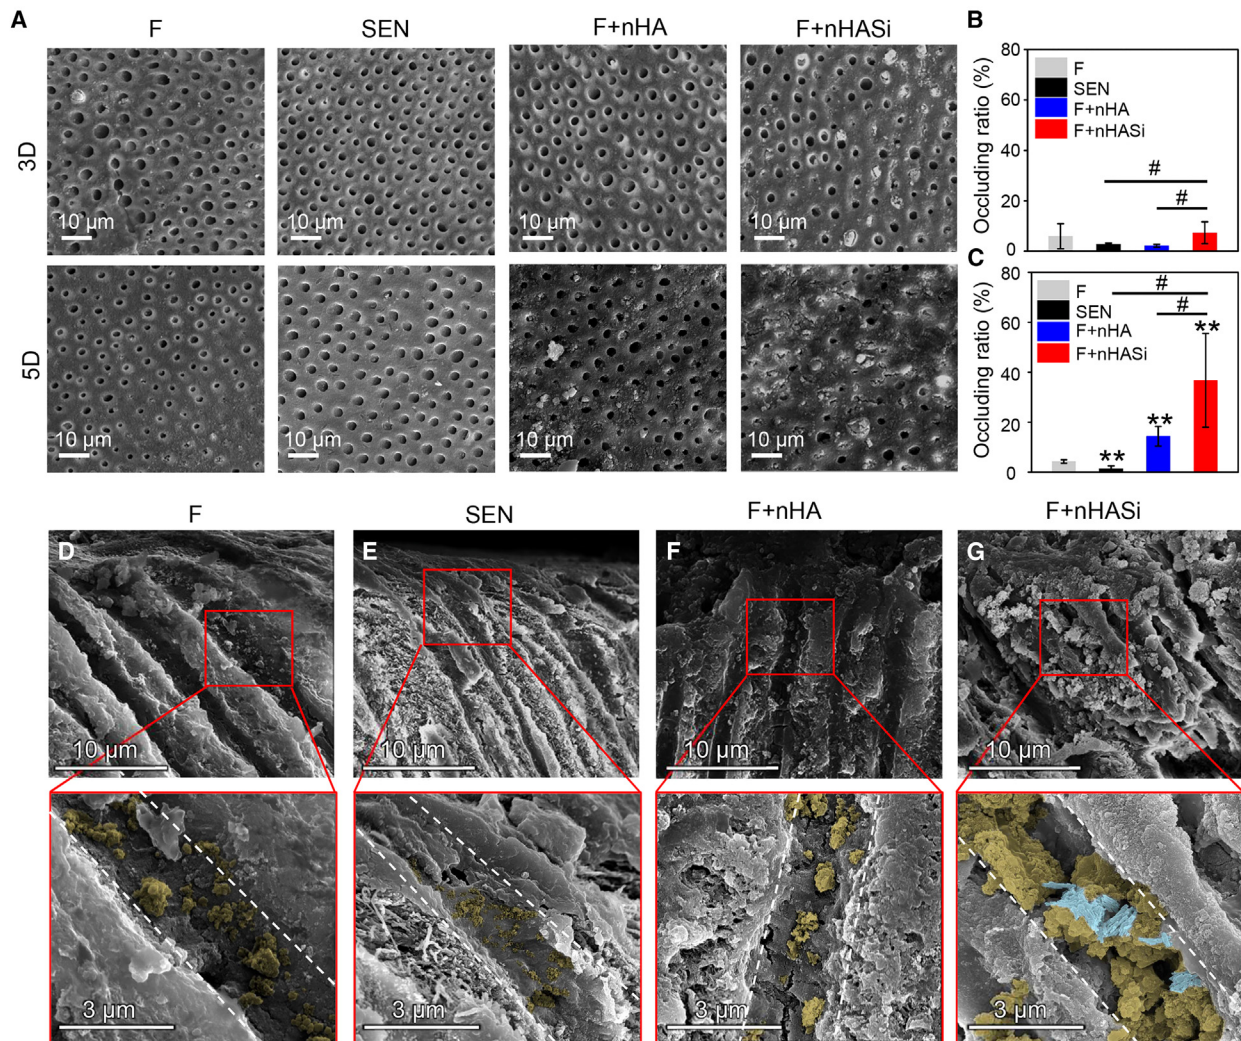 A
F
SEN
F+nHA
F+nHASi
3D
10 µm
10 µm
10 µm
10 µm
5D
10 µm
10 µm
10 µm
10 µm
B
80
60
40
20
0
Occluding ratio (%)
F
SEN
F+nHA
F+nHASi
#
#
C
80
60
40
20
0
Occluding ratio (%)
F
SEN
F+nHA
F+nHASi
#
#
**
**
**
F
SEN
F+nHA
F+nHASi
D
E
F
G
10 µm
10 µm
10 µm
10 µm
3 µm
3 µm
3 µm
3 µm